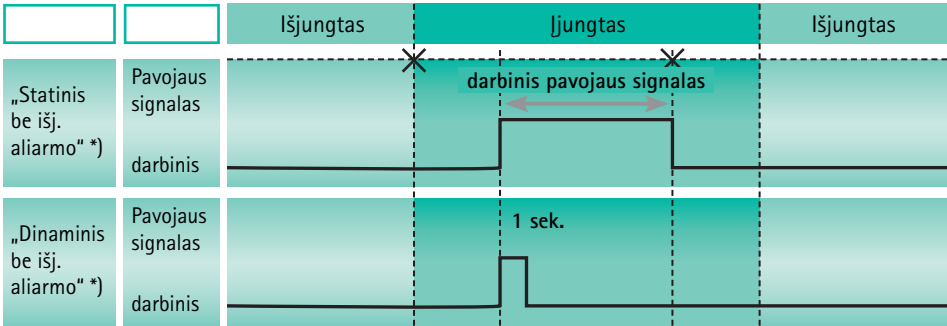 Išjungtas Įjungtas Išjungtas
„Statinis
be išj.
aliarmo" *)
Pavojaus
signalas
darbinis
darbinis pavojaus signalas
„Dinaminis
be išj.
aliarmo" *)
Pavojaus
signalas
darbinis
1 sek.